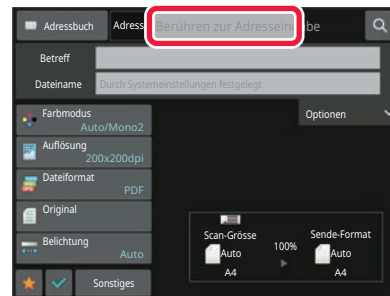 Adressbuch Adress Berühren zur Adresseingabe
Betreff
Dateiname Durch Systemeinstellungen festgelegt
Optionen
Farbmodus
Auto/Mono2
Auflösung
200x200dpi
Dateiformat
PDF
Original
Belichtung
Auto
Sonstiges
Scan-Grösse
Auto
A4
100%
Sende-Format
Auto
A4